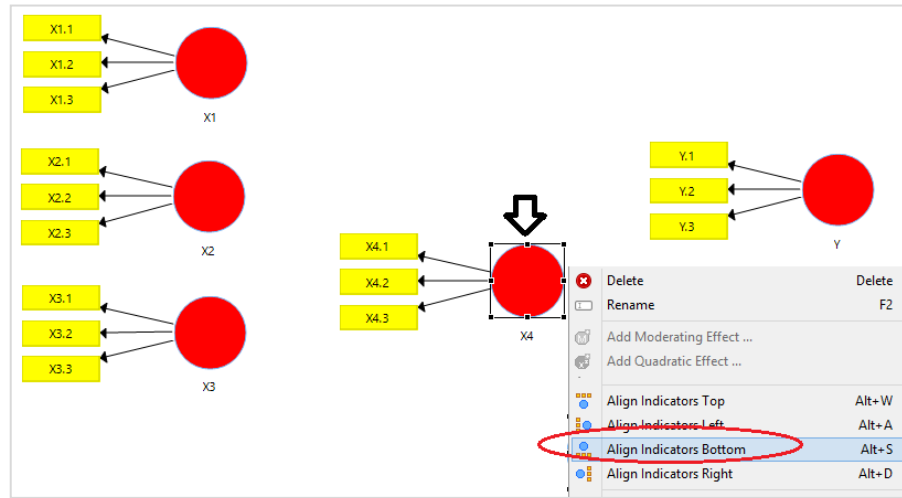 X1.1
X1.2
X1.3
X1
X2.1
X2.2
X2.3
X2
X3.1
X3.2
X3.3
X3
X4.1
X4.2
X4.3
X4
Y.1
Y.2
Y.3
Y
Delete Delete
Rename F2
Add Moderating Effect ...
Add Quadratic Effect ...
Align Indicators Top Alt+W
Align Indicators Left Alt+A
Align Indicators Bottom Alt+S
Align Indicators Right Alt+D